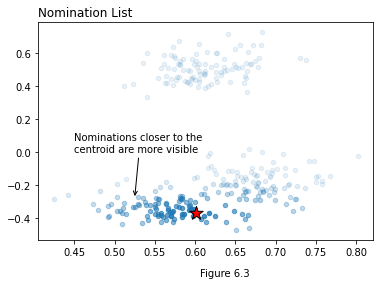 Nomination List
0.6
0.4
0.2
0.0
−0.2
−0.4
Nominations closer to the
centroid are more visible
0.45 0.50 0.55 0.60 0.65 0.70 0.75 0.80
Figure 6.3